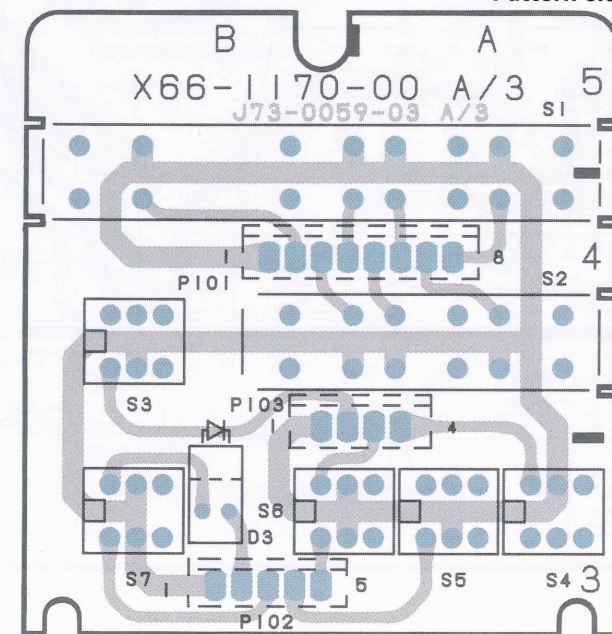 B A
X66-1170-00 A/3 5
J73-0059-03 A/3 S1
1 8 4
P101 S2
S3 P103
1 4
S6
D3
S7 1 5 S5 S4 3
P102